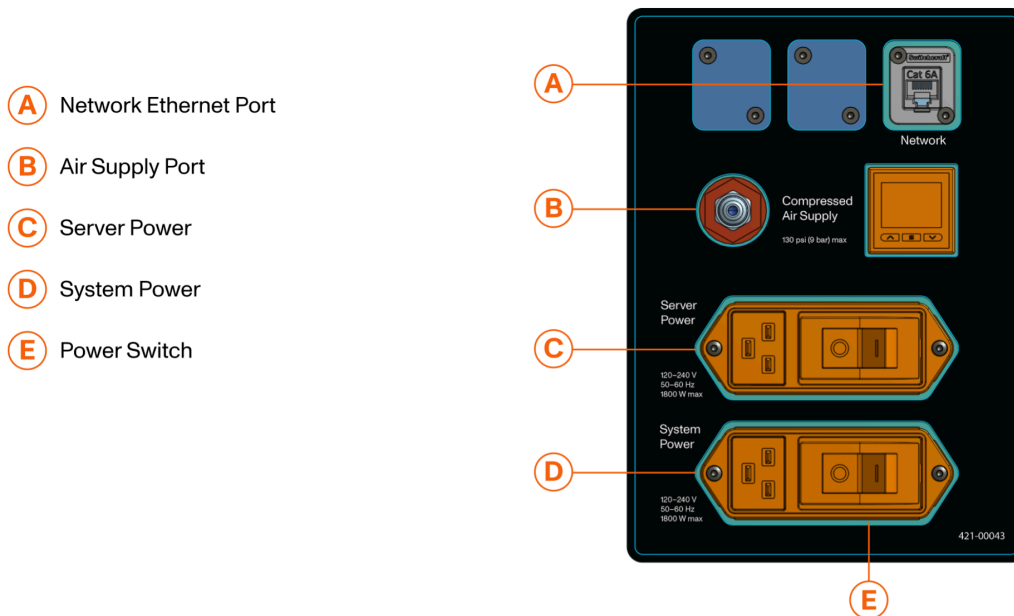 A Network Ethernet Port
B Air Supply Port
C Server Power
D System Power
E Power Switch
A
Switchcraft
Cat 6A
Network
B
Compressed
Air Supply
130 psi (9 bar) max
Server
Power
C
120–240 V
50–60 Hz
1800 W max
System
Power
D
120–240 V
50–60 Hz
1800 W max
421-00043
E